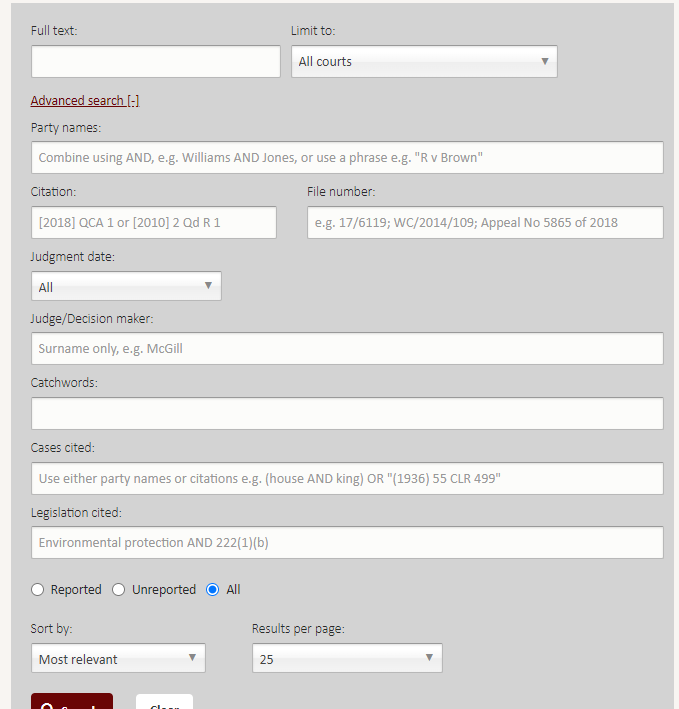 Full text: Limit to:
All courts
Advanced search [-]
Party names:
Combine using AND, e.g. Williams AND Jones, or use a phrase e.g. "R v Brown"
Citation: File number:
[2018] QCA 1 or [2010] 2 Qd R 1 e.g. 17/6119; WC/2014/109; Appeal No 5865 of 2018
Judgment date:
All
Judge/Decision maker:
Surname only, e.g. McGill
Catchwords:
Cases cited:
Use either party names or citations e.g. (house AND king) OR "(1936) 55 CLR 499"
Legislation cited:
Environmental protection AND 222(1)(b)
Reported Unreported All
Sort by: Results per page:
Most relevant 25